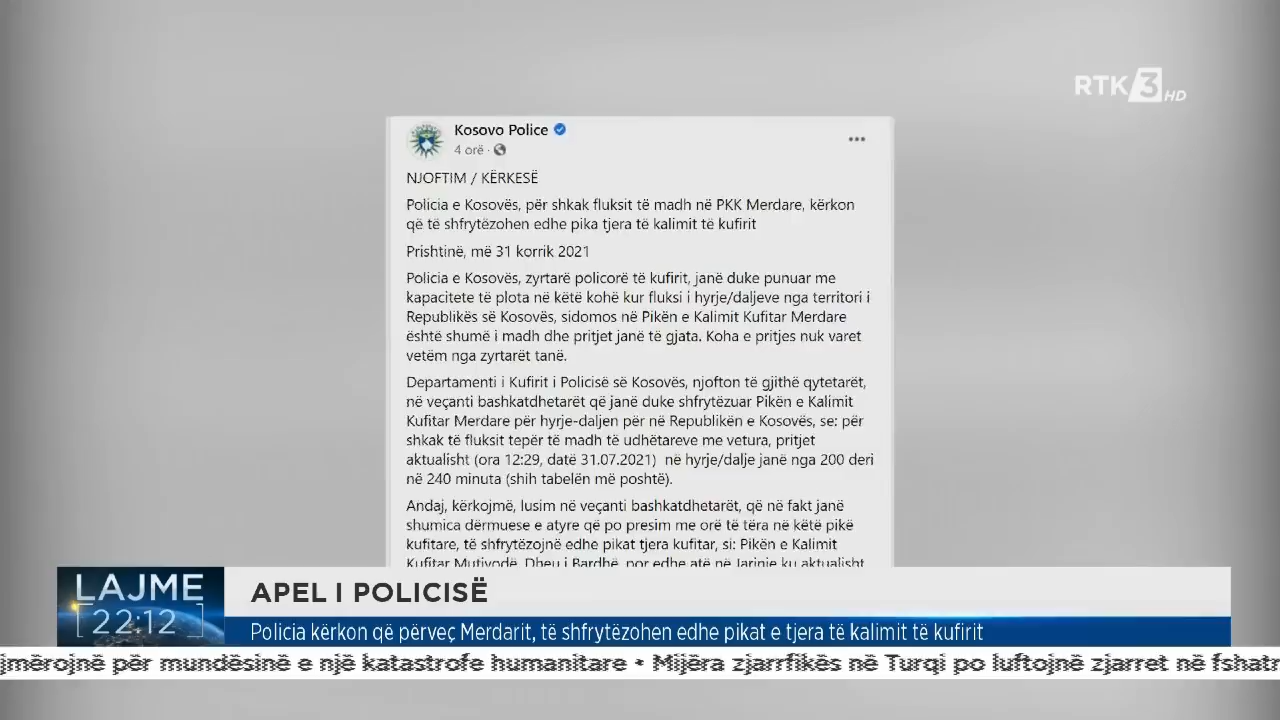 RTK 3 HD
Kosovo Police
4 orë
NJOFTIM / KËRKESË
Policia e Kosovës, për shkak fluksit të madh në PKK Merdare, kërkon
që të shfrytëzohen edhe pika tjera të kalimit të kufirit
Prishtinë, më 31 korrik 2021
Policia e Kosovës, zyrtarë policorë të kufirit, janë duke punuar me
kapacitete të plota në këtë kohë kur fluksi i hyrje/daljeve nga territori i
Republikës së Kosovës, sidomos në Pikën e Kalimit Kufitar Merdare
është shumë i madh dhe pritjet janë të gjata. Koha e pritjes nuk varet
vetëm nga zyrtarët tanë.
Departamenti i Kufirit i Policisë së Kosovës, njofton të gjithë qytetarët,
në veçanti bashkatdhetarët që janë duke shfrytëzuar Pikën e Kalimit
Kufitar Merdare për hyrje-daljen për në Republikën e Kosovës, se: për
shkak të fluksit tepër të madh të udhëtareve me vetura, pritjet
aktualisht (ora 12:29, datë 31.07.2021) në hyrje/dalje janë nga 200 deri
në 240 minuta (shih tabelën më poshtë).
Andaj, kërkojmë, lusim në veçanti bashkatdhetarët, që në fakt janë
shumica dërmuese e atyre që po presim me orë të tëra në këtë pikë
kufitare, të shfrytëzojnë edhe pikat tjera kufitar, si: Pikën e Kalimit
Kufitar Mutivodë, Dheu i Bardhë, por edhe atë në Jarinje ku aktualisht
LAJME
22:12
APEL I POLICISË
Policia kërkon që përveç Merdarit, të shfrytëzohen edhe pikat e tjera të kalimit të kufirit
jmërojnë për mundësinë e një katastrofe humanitare • Mijëra zjarrfikës në Turqi po luftojnë zjarret në fshatr